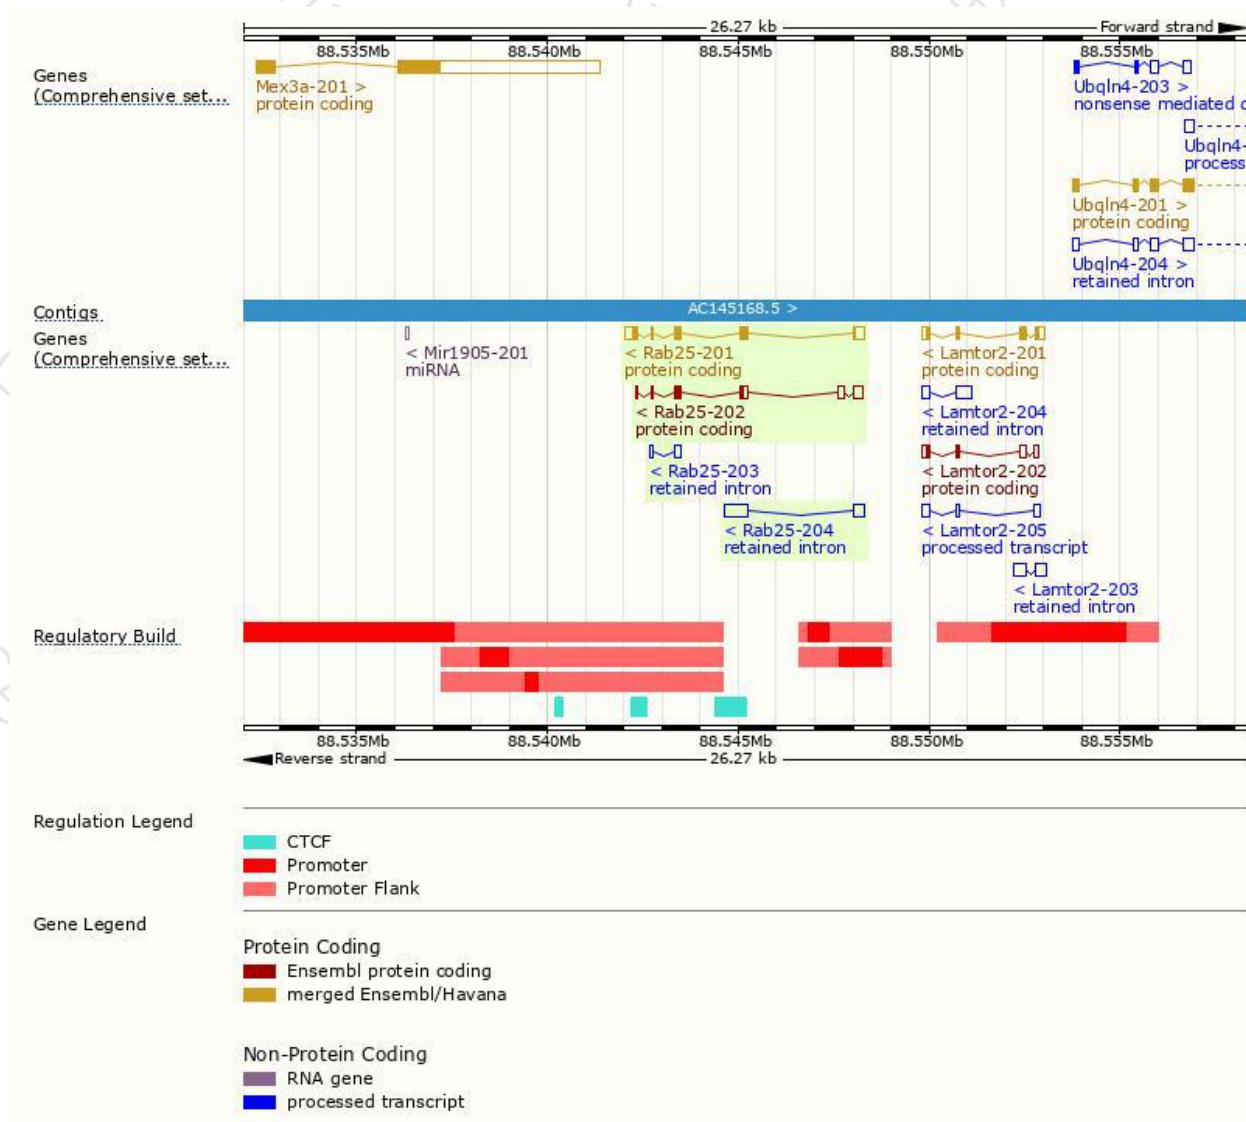 26.27 kb Forward strand
88.535Mb 88.540Mb 88.545Mb 88.550Mb 88.555Mb
Genes
(Comprehensive set...
Mex3a-201 >
protein coding
Ubqln4-203 >
nonsense mediated
Ubqln4-
process
Ubqln4-201 >
protein coding
Ubqln4-204 >
retained intron
Contigs
AC145168.5 >
Genes
(Comprehensive set...
< Mir1905-201
miRNA
< Rab25-201
protein coding
< Lamtor2-201
protein coding
< Rab25-202
protein coding
< Lamtor2-204
retained intron
< Rab25-203
retained intron
< Lamtor2-202
protein coding
< Rab25-204
retained intron
< Lamtor2-205
processed transcript
< Lamtor2-203
retained intron
Regulatory Build
88.535Mb 88.540Mb 88.545Mb 88.550Mb 88.555Mb
Reverse strand 26.27 kb
Regulation Legend
CTCF
Promoter
Promoter Flank
Gene Legend
Protein Coding
Ensembl protein coding
merged Ensembl/Havana
Non-Protein Coding
RNA gene
processed transcript